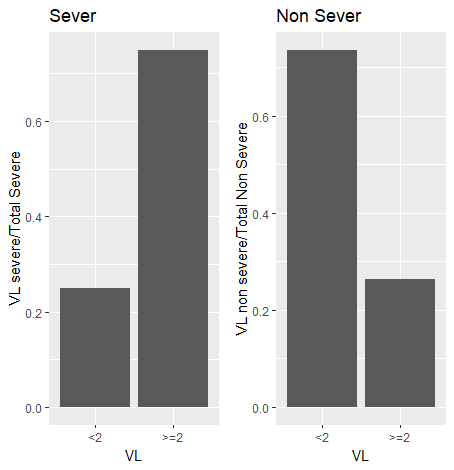 Sever
VL severe/Total Severe
0.6
0.4
0.2
0.0
<2
>=2
VL
Non Sever
VL non severe/Total Non Severe
0.6
0.4
0.2
0.0
<2
>=2
VL